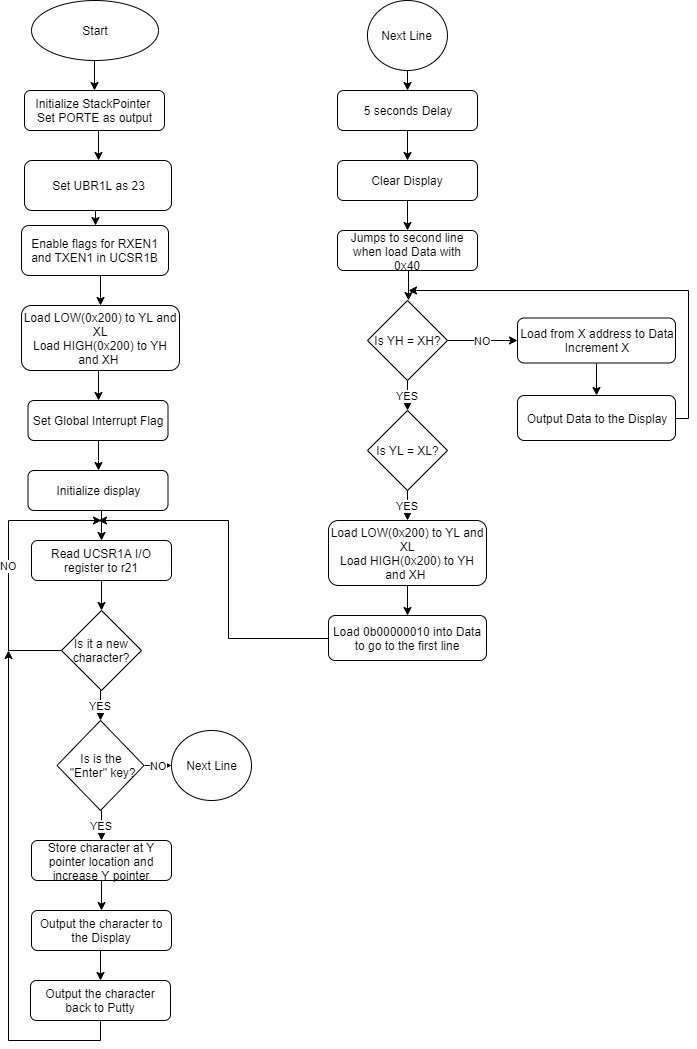 Start
Initialize StackPointer
Set PORTE as output
Set UBR1L as 23
Enable flags for RXEN1
and TXEN1 in UCSR1B
Load LOW(0x200) to YL and
XL
Load HIGH(0x200) to YH
and XH
Set Global Interrupt Flag
Initialize display
Read UCSR1A I/O
register to r21
NO
Is it a new
character?
YES
Is is the
"Enter" key?
NO
Next Line
YES
Store character at Y
pointer location and
increase Y pointer
Output the character to
the Display
Output the character
back to Putty
Next Line
5 seconds Delay
Clear Display
Jumps to second line
when load Data with
0x40
Is YH = XH?
NO
Load from X address to Data
Increment X
Output Data to the Display
YES
Is YL = XL?
YES
Load LOW(0x200) to YL and
XL
Load HIGH(0x200) to YH
and XH
Load 0b00000010 into Data
to go to the first line